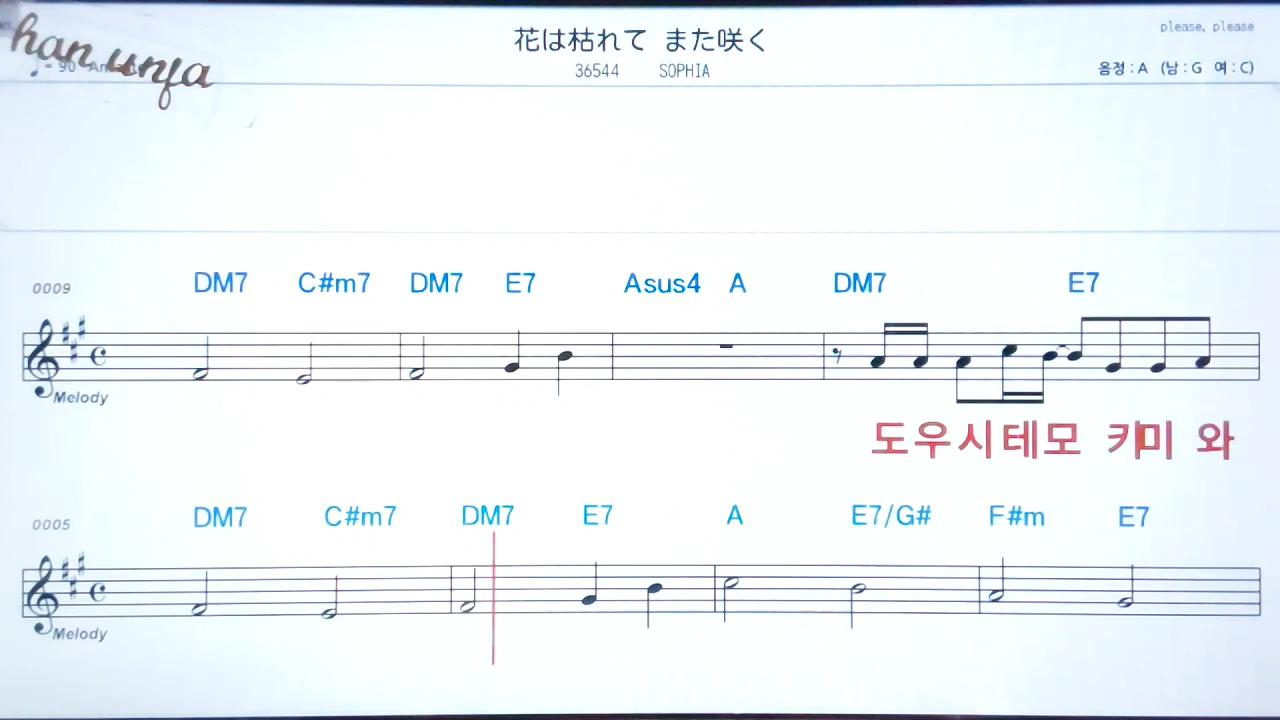 han unja
花は枯れて また咲く
please, please
= 90
36544 SOPHIA
음정 : A (남 : G 여 : C)
0009 DM7 C#m7 DM7 E7 Asus4 A DM7 E7
Melody
도우시테모 키미 와
0005 DM7 C#m7 DM7 E7 A E7/G# F#m E7
Melody